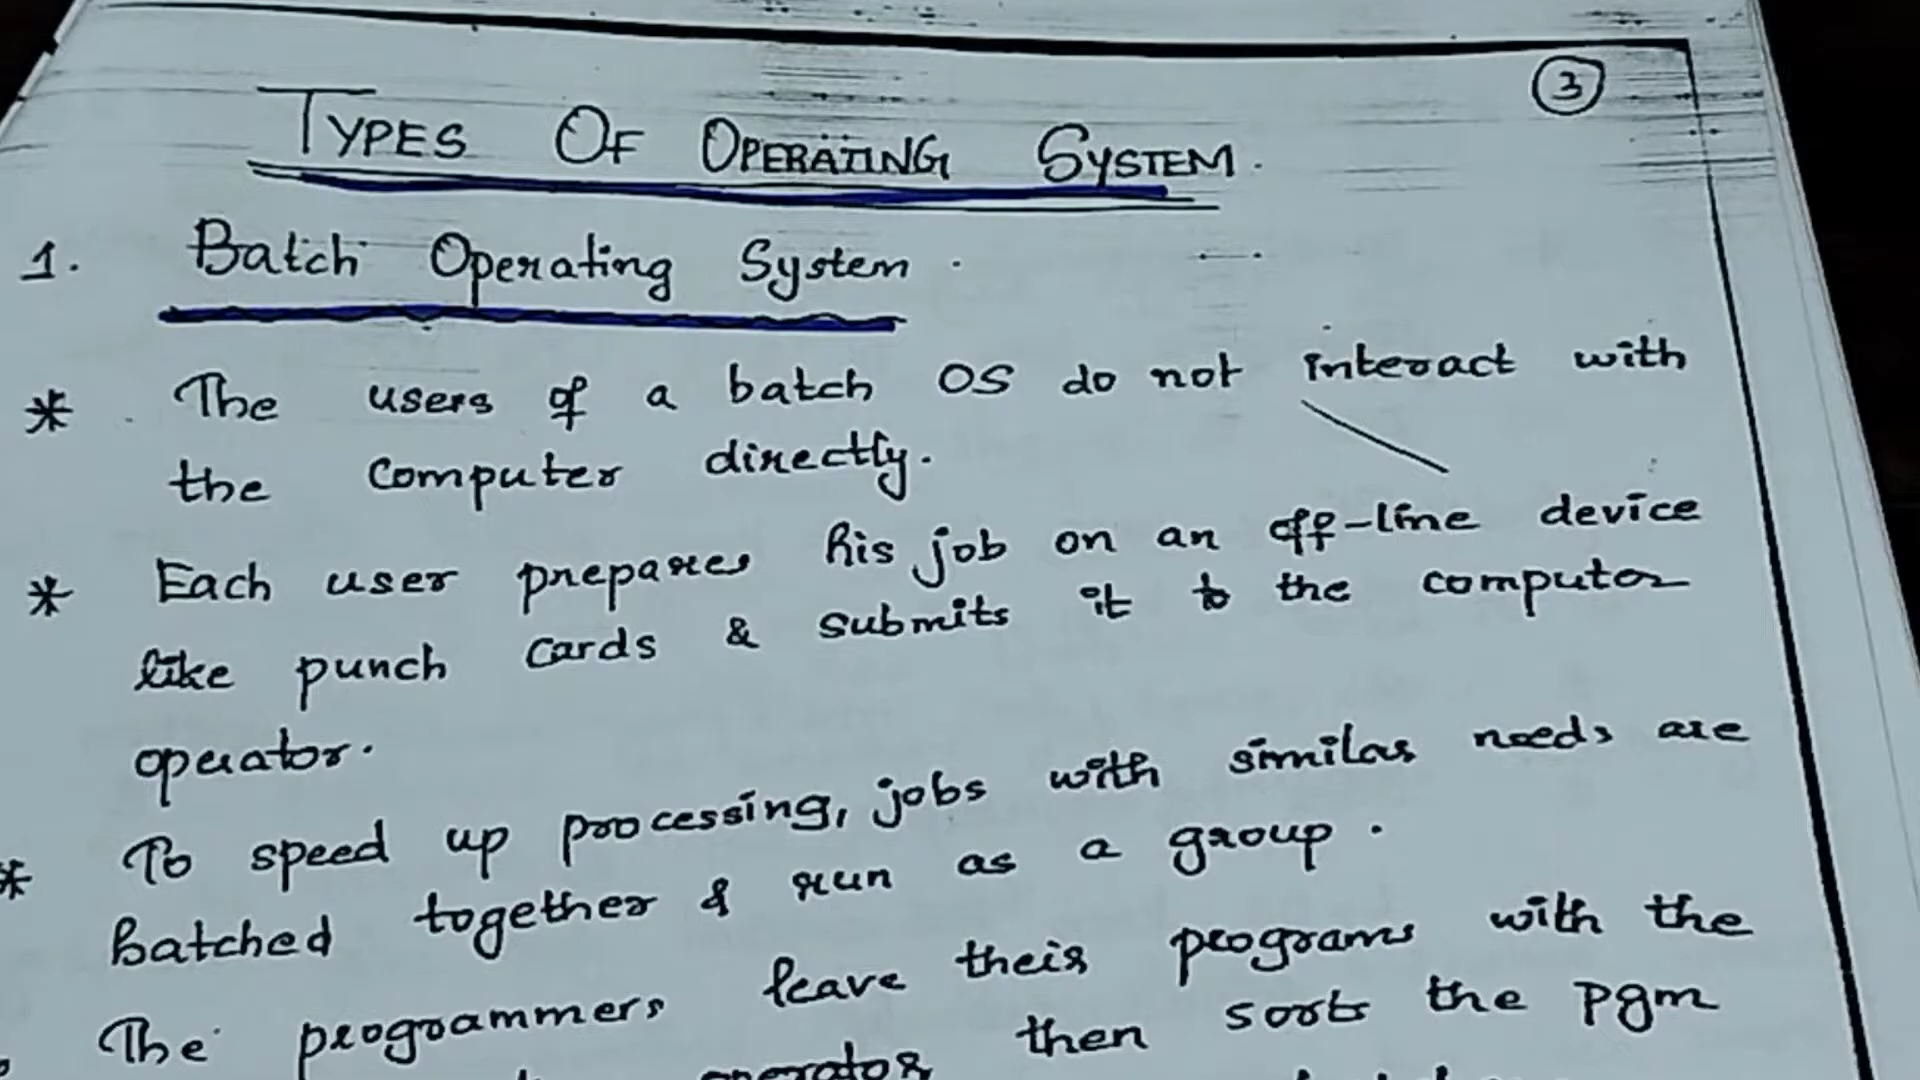 3
TYPES OF OPERATING SYSTEM.
1. Batch Operating System.
* The users of a batch OS do not interact with
the computer directly.
* Each user prepares his job on an off-line device
like punch cards & submits it to the computer
operator.
* To speed up processing, jobs with similar needs are
Batched together & run as a group.
The programmers leave their programs with the
operator then sorts the pgm